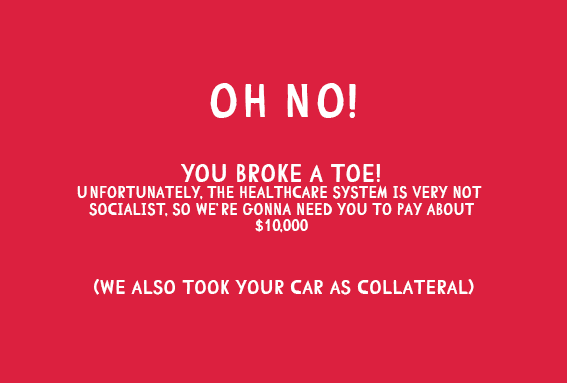 OH NO!
YOU BROKE A TOE!
UNFORTUNATELY, THE HEALTHCARE SYSTEM IS VERY NOT
SOCIALIST, SO WE'RE GONNA NEED YOU TO PAY ABOUT
$10,000
(WE ALSO TOOK YOUR CAR AS COLLATERAL)